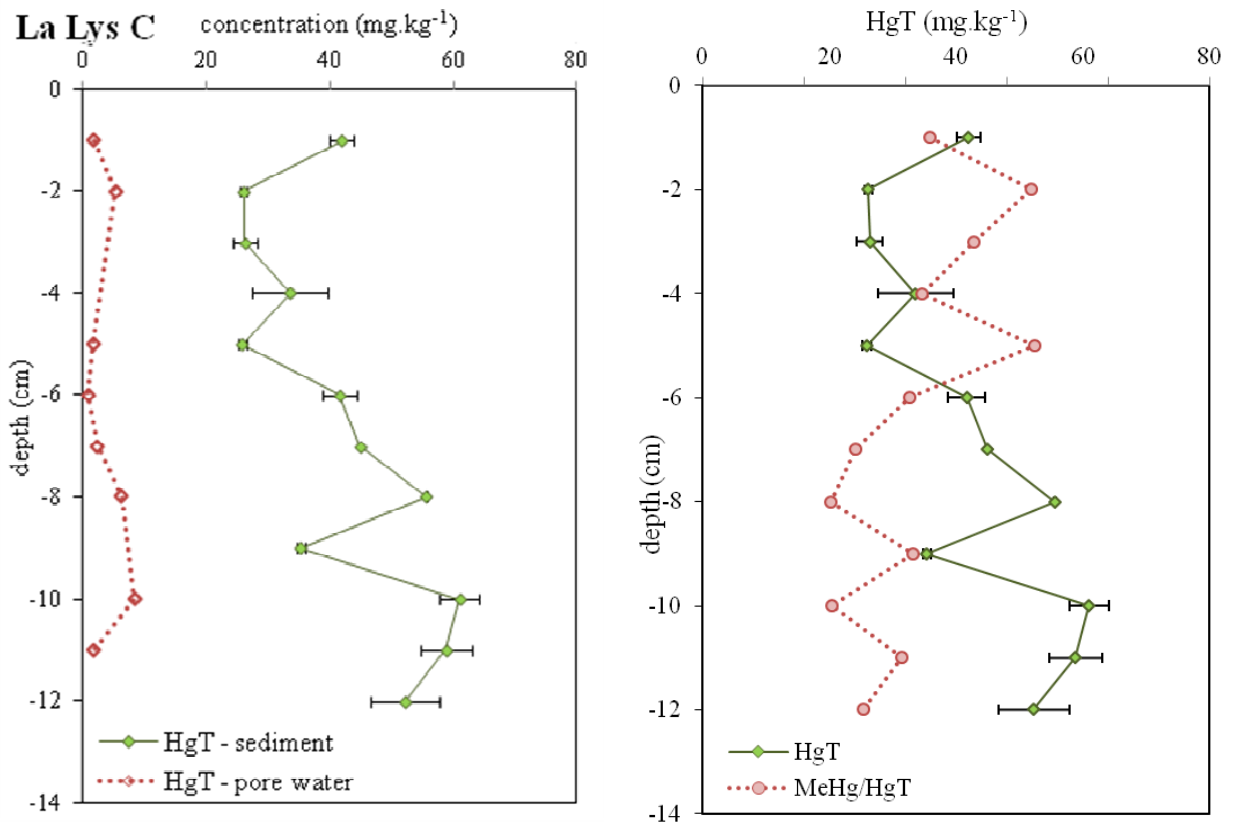 La Lys C
concentration (mg.kg⁻¹)
0 20 40 60 80
0
-2
-4
-6
-8
-10
-12
-14
depth (cm)
HgT - sediment
HgT - pore water
HgT (mg.kg⁻¹)
0 20 40 60 80
0
-2
-4
-6
-8
-10
-12
-14
depth (cm)
HgT
MeHg/HgT